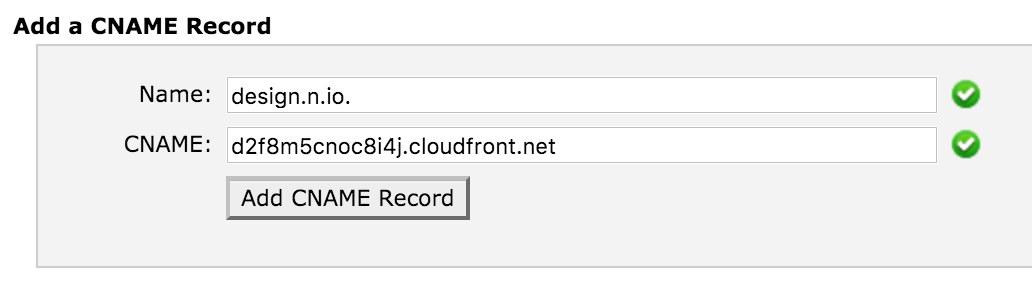 Add a CNAME Record
Name: design.n.io.
CNAME: d2f8m5cnoc8i4j.cloudfront.net
Add CNAME Record